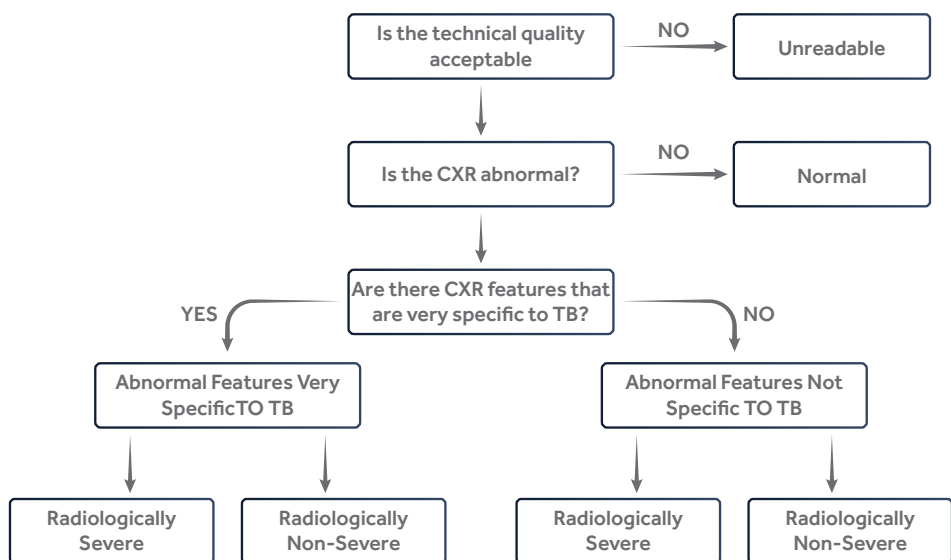 Is the technical quality
acceptable
NO
Unreadable
Is the CXR abnormal?
NO
Normal
Are there CXR features that
are very specific to TB?
YES
NO
Abnormal Features Very
SpecificTO TB
Abnormal Features Not
Specific TO TB
Radiologically
Severe
Radiologically
Non-Severe
Radiologically
Severe
Radiologically
Non-Severe